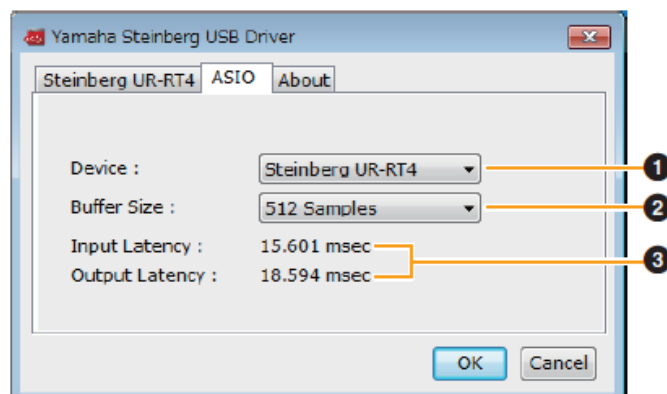 Yamaha Steinberg USB Driver
Steinberg UR-RT4 ASIO About
Device : Steinberg UR-RT4 1
Buffer Size : 512 Samples 2
Input Latency : 15.601 msec
3
Output Latency : 18.594 msec
OK Cancel